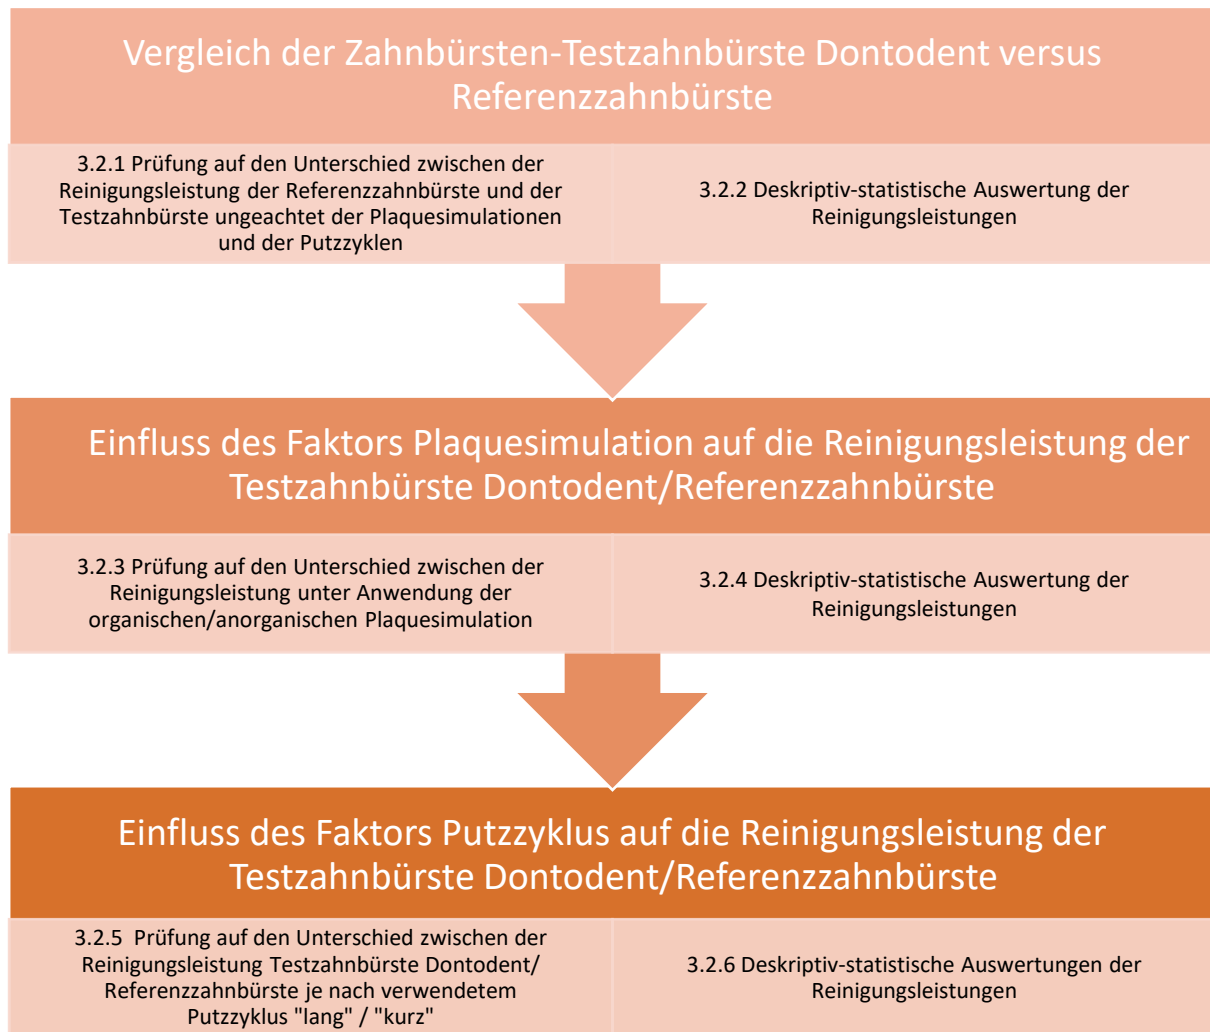 Vergleich der Zahnbürsten-Testzahnbürste Dontodent versus
Referenzzahnbürste
3.2.1 Prüfung auf den Unterschied zwischen der
Reinigungsleistung der Referenzzahnbürste und der
Testzahnbürste ungeachtet der Plaquesimulationen
und der Putzzyklen
3.2.2 Deskriptiv-statistische Auswertung der
Reinigungsleistungen
Einfluss des Faktors Plaquesimulation auf die Reinigungsleistung der
Testzahnbürste Dontodent/Referenzzahnbürste
3.2.3 Prüfung auf den Unterschied zwischen der
Reinigungsleistung unter Anwendung der
organischen/anorganischen Plaquesimulation
3.2.4 Deskriptiv-statistische Auswertung der
Reinigungsleistungen
Einfluss des Faktors Putzzyklus auf die Reinigungsleistung der
Testzahnbürste Dontodent/Referenzzahnbürste
3.2.5 Prüfung auf den Unterschied zwischen der
Reinigungsleistung Testzahnbürste Dontodent/
Referenzzahnbürste je nach verwendetem
Putzzyklus "lang" / "kurz"
3.2.6 Deskriptiv-statistische Auswertungen der
Reinigungsleistungen